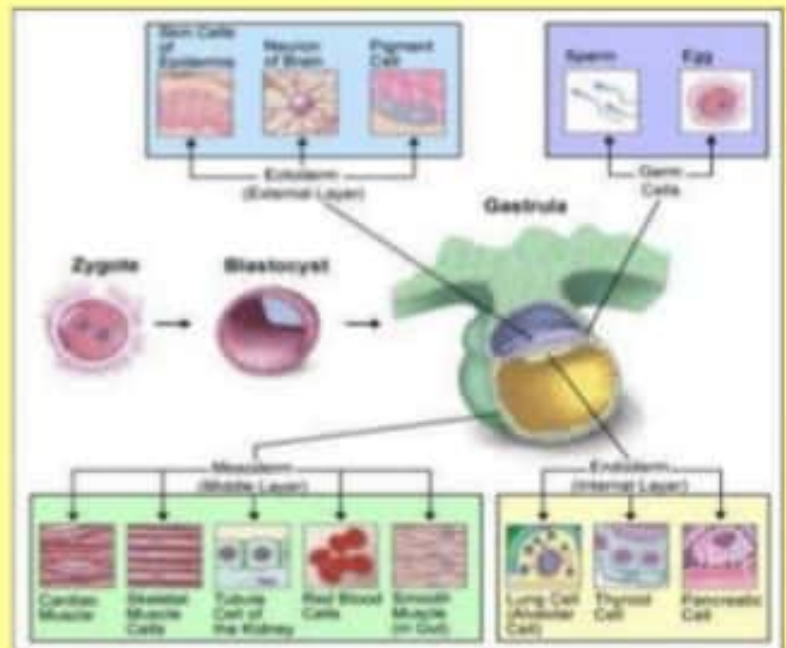 Skin Cells
of
Epidermis
Neuron
of Brain
Pigment
Cell
Sperm
Egg
Ectoderm
(External Layer)
Germ
Cells
Gastrula
Zygote
Blastocyst
Mesoderm
(Middle Layer)
Endoderm
(Internal Layer)
Cardiac
Muscle
Skeletal
Muscle
Cells
Tubule
Cell of
the Kidney
Red Blood
Cells
Smooth
Muscle
(in Gut)
Lung Cell
(Alveolar
Cell)
Thyroid
Cell
Pancreatic
Cell